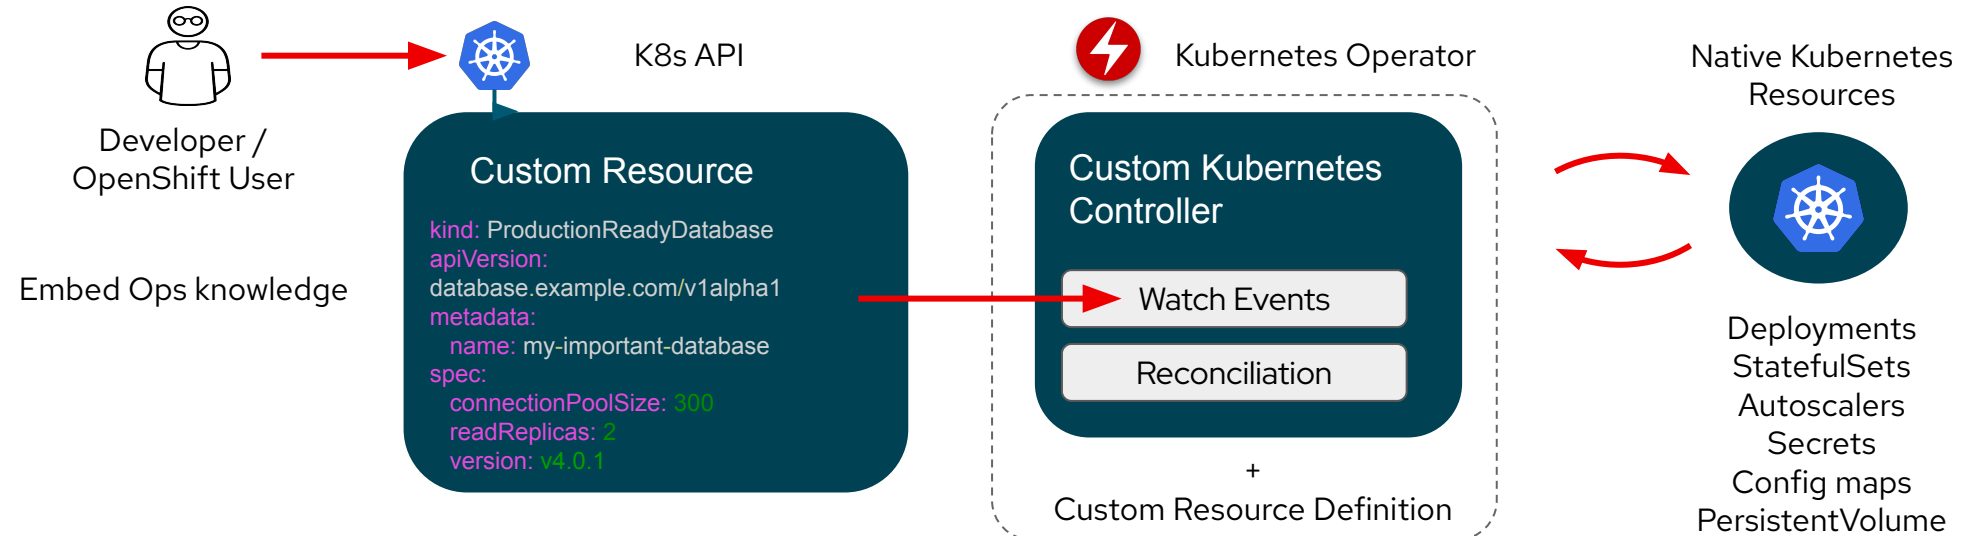 Developer /
OpenShift User
Embed Ops knowledge
K8s API
Custom Resource
kind: ProductionReadyDatabase
apiVersion:
database.example.com/v1alpha1
metadata:
name: my-important-database
spec:
connectionPoolSize: 300
readReplicas: 2
version: v4.0.1
Kubernetes Operator
Custom Kubernetes
Controller
Watch Events
Reconciliation
+
Custom Resource Definition
Native Kubernetes
Resources
Deployments
StatefulSets
Autoscalers
Secrets
Config maps
PersistentVolume